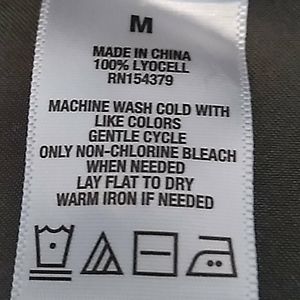 M
MADE IN CHINA
100% LYOCELL
RN154379
MACHINE WASH COLD WITH
LIKE COLORS
GENTLE CYCLE
ONLY NON-CHLORINE BLEACH
WHEN NEEDED
LAY FLAT TO DRY
WARM IRON IF NEEDED